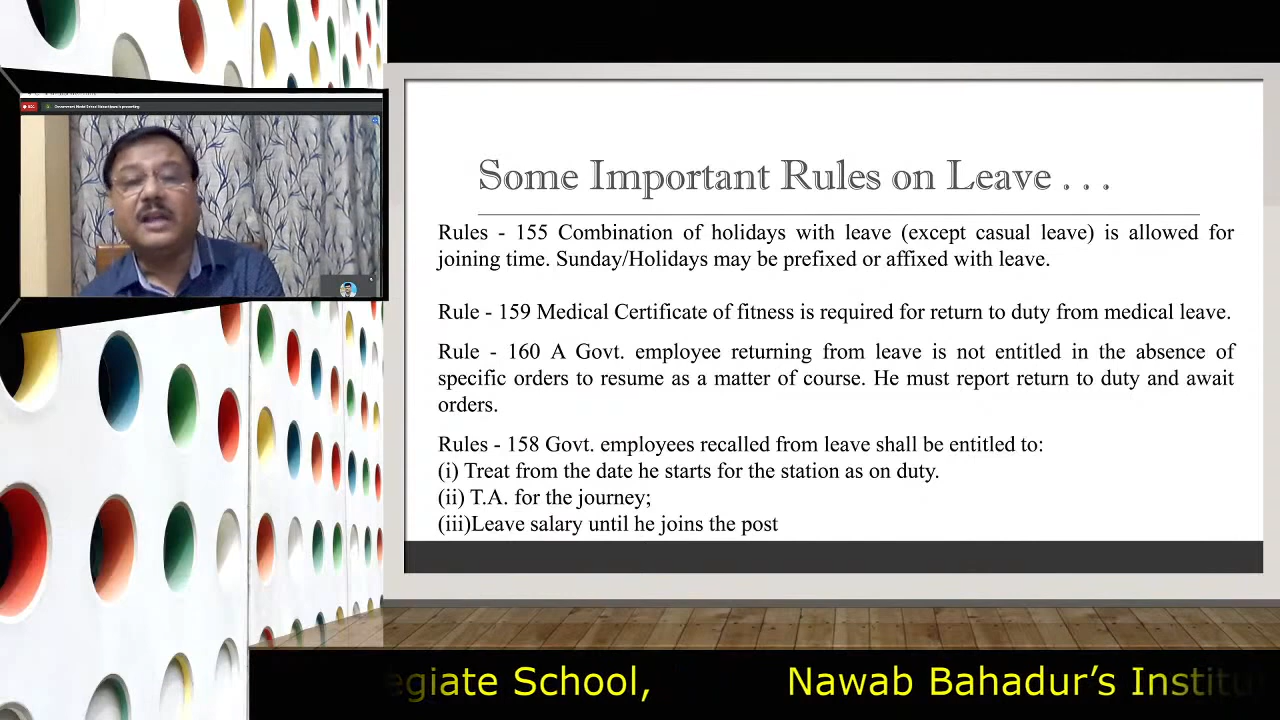 REC
Some Important Rules on Leave . . .
Rules - 155 Combination of holidays with leave (except casual leave) is allowed for
joining time. Sunday/Holidays may be prefixed or affixed with leave.
Rule - 159 Medical Certificate of fitness is required for return to duty from medical leave.
Rule - 160 A Govt. employee returning from leave is not entitled in the absence of
specific orders to resume as a matter of course. He must report return to duty and await
orders.
Rules - 158 Govt. employees recalled from leave shall be entitled to:
(i) Treat from the date he starts for the station as on duty.
(ii) T.A. for the journey;
(iii)Leave salary until he joins the post
egiate School, Nawab Bahadur’s Institu